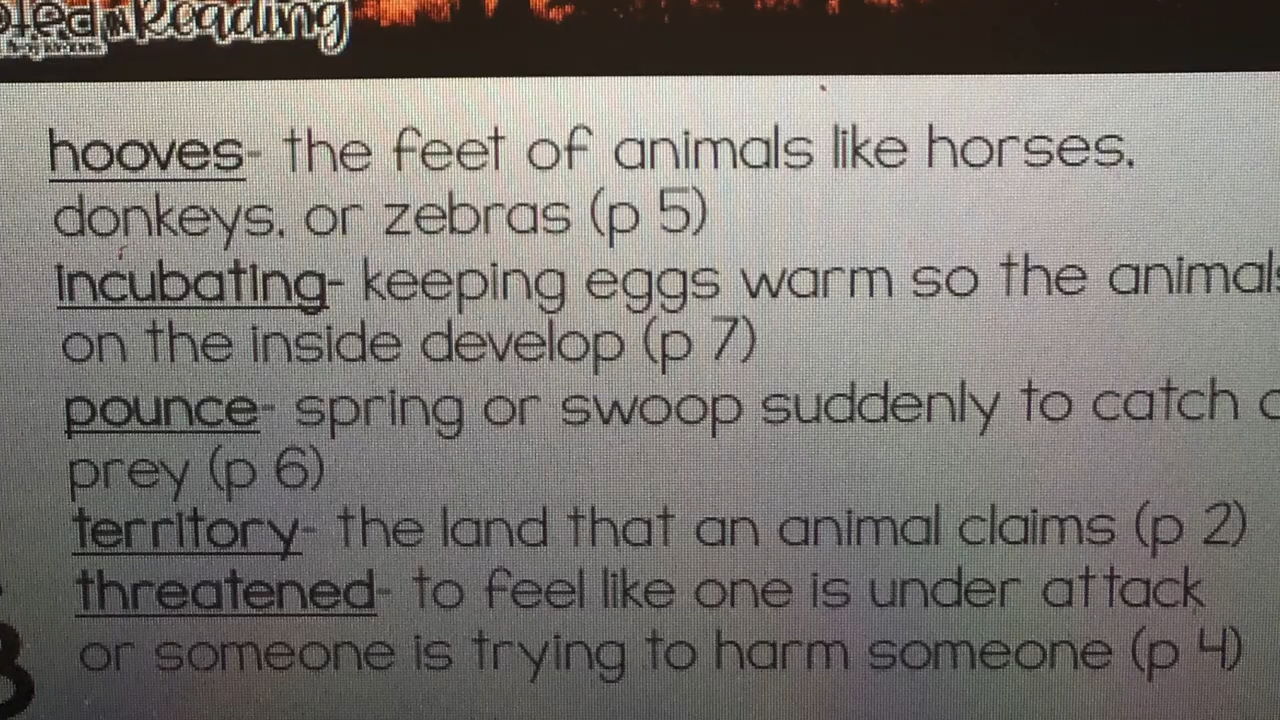 Reading
hooves- the feet of animals like horses,
donkeys, or zebras (p 5)
incubating- keeping eggs warm so the animals
on the inside develop (p 7)
pounce- spring or swoop suddenly to catch
prey (p 6)
territory- the land that an animal claims (p 2)
threatened- to feel like one is under attack
or someone is trying to harm someone (p 4)